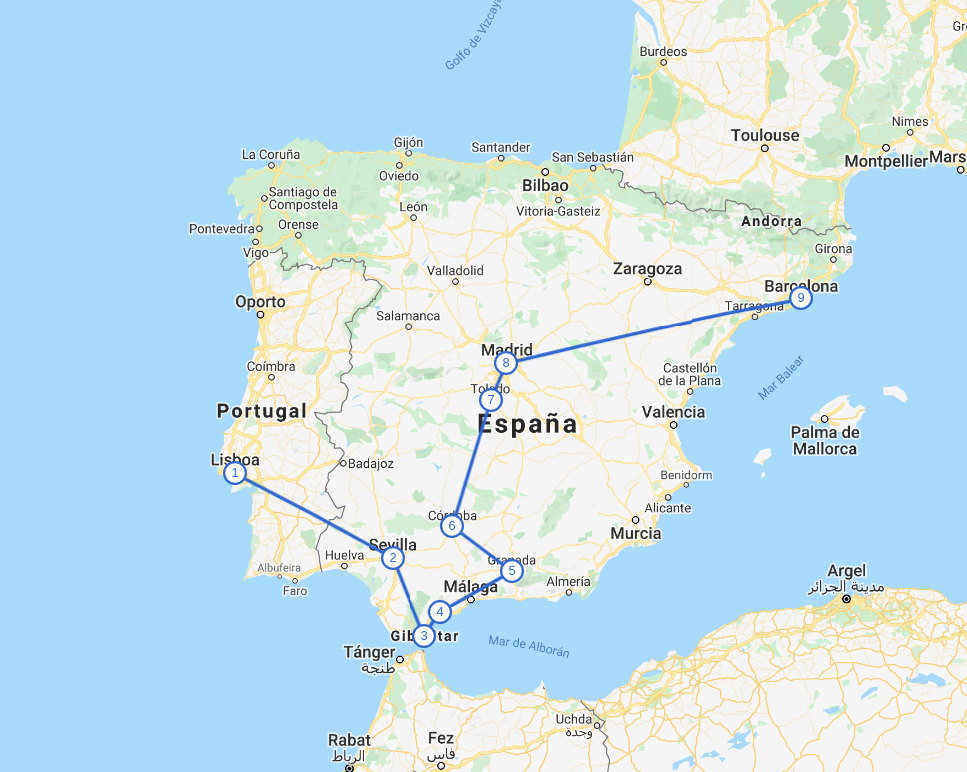 Golfo de Vizcaya
Burdeos
Nimes
Toulouse
Montpellier
Gijón
Santander
La Coruña
San Sebastián
Oviedo
Bilbao
Santiago de
Compostela
León
Vitoria-Gasteiz
Andorra
Pontevedra
Orense
Girona
Vigo
Valladolid
Zaragoza
Barcelona
9
Oporto
Tarragona
Salamanca
Madrid
8
Coímbra
Castellón
de la Plana
Mar Balear
Toledo
7
Portugal
España
Valencia
Palma de
Mallorca
Lisboa
1
Badajoz
Benidorm
Alicante
Córdoba
6
Murcia
Sevilla
2
Huelva
Granada
5
Albufeira
Faro
Málaga
Almería
Argel
مدينة الجزائر
4
3
Gibraltar
Mar de Alborán
Tánger
طنجة
Uchda
وجدة
Rabat
الرباط
Fez
فاس